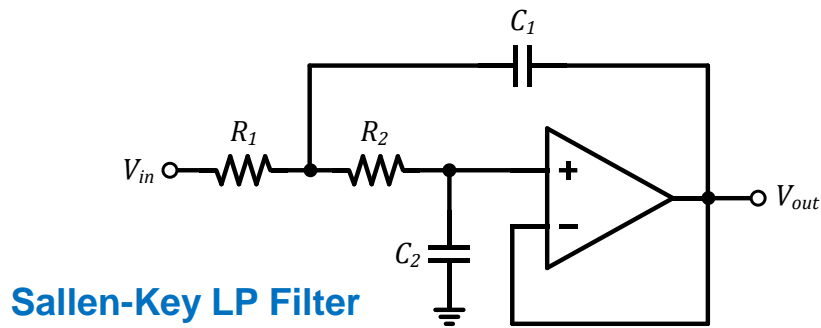 C1
R1
R2
Vin
+
Vout
−
C2
Sallen-Key LP Filter